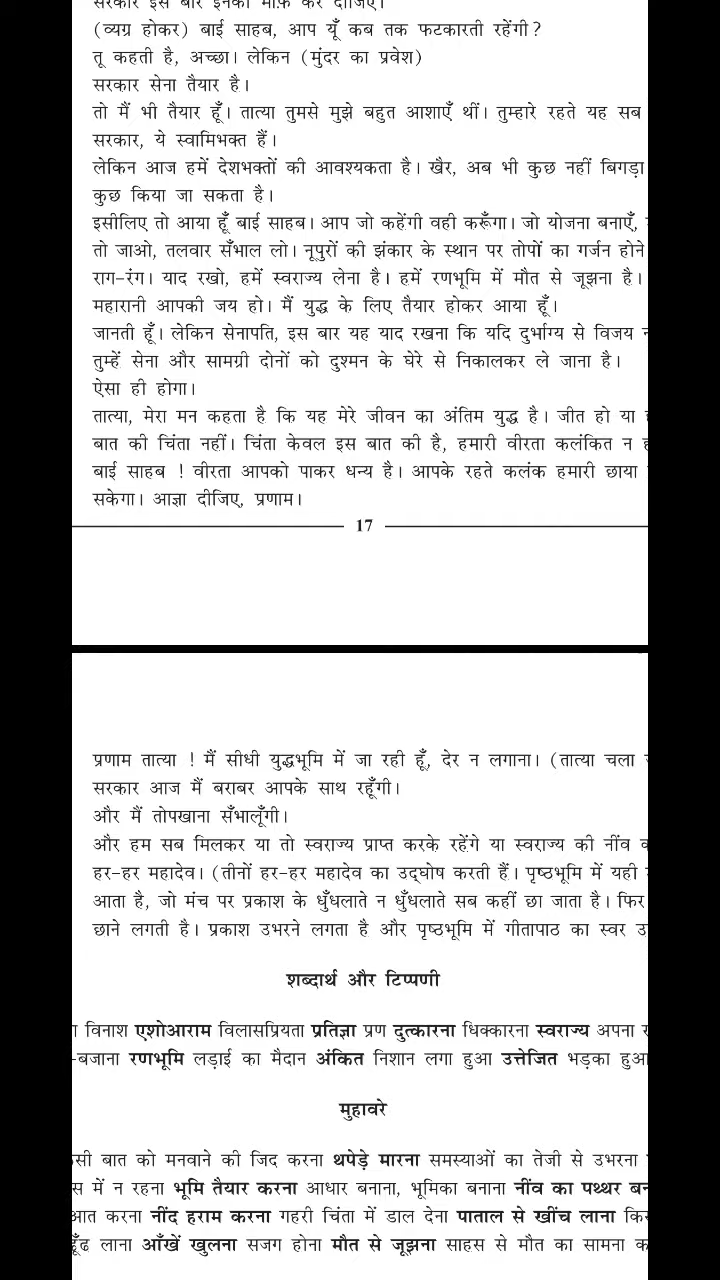 सरकार इस बार इनको माफ़ कर दीजिए।
(व्यग्र होकर) बाई साहब, आप यूँ कब तक फटकारती रहेंगी?
तू कहती है, अच्छा। लेकिन (मुंदर का प्रवेश)
सरकार सेना तैयार है।
तो मैं भी तैयार हूँ। तात्या तुमसे मुझे बहुत आशाएँ थीं। तुम्हारे रहते यह सब
सरकार, ये स्वामिभक्त हैं।
लेकिन आज हमें देशभक्तों की आवश्यकता है। खैर, अब भी कुछ नहीं बिगड़ा
कुछ किया जा सकता है।
इसीलिए तो आया हूँ बाई साहब। आप जो कहेंगी वही करूँगा। जो योजना बनाएँ,
तो जाओ, तलवार सँभाल लो। नूपुरों की झंकार के स्थान पर तोपों का गर्जन होने
राग-रंग। याद रखो, हमें स्वराज्य लेना है। हमें रणभूमि में मौत से जूझना है।
महारानी आपकी जय हो। मैं युद्ध के लिए तैयार होकर आया हूँ।
जानती हूँ। लेकिन सेनापति, इस बार यह याद रखना कि यदि दुर्भाग्य से विजय
तुम्हें सेना और सामग्री दोनों को दुश्मन के घेरे से निकालकर ले जाना है।
ऐसा ही होगा।
तात्या, मेरा मन कहता है कि यह मेरे जीवन का अंतिम युद्ध है। जीत हो या
बात की चिंता नहीं। चिंता केवल इस बात की है, हमारी वीरता कलंकित न
बाई साहब ! वीरता आपको पाकर धन्य है। आपके रहते कलंक हमारी छाया
सकेगा। आज्ञा दीजिए, प्रणाम।
17
प्रणाम तात्या ! मैं सीधी युद्धभूमि में जा रही हूँ, देर न लगाना। (तात्या चला
सरकार आज मैं बराबर आपके साथ रहूँगी।
और मैं तोपखाना सँभालूँगी।
और हम सब मिलकर या तो स्वराज्य प्राप्त करके रहेंगे या स्वराज्य की नींव
हर-हर महादेव। (तीनों हर-हर महादेव का उद्घोष करती हैं। पृष्ठभूमि में यही
आता है, जो मंच पर प्रकाश के धुँधलाते न धुँधलाते सब कहीं छा जाता है। फिर
छाने लगती है। प्रकाश उभरने लगता है और पृष्ठभूमि में गीतापाठ का स्वर
शब्दार्थ और टिप्पणी
विनाश एशोआराम विलासप्रियता प्रतिज्ञा प्रण दुत्कारना धिक्कारना स्वराज्य अपना
-बजाना रणभूमि लड़ाई का मैदान अंकित निशान लगा हुआ उत्तेजित भड़का हुआ
मुहावरे
बात को मनवाने की जिद करना थपेड़े मारना समस्याओं का तेजी से उभरना
में न रहना भूमि तैयार करना आधार बनाना, भूमिका बनाना नींव का पथ्थर
करना नींद हराम करना गहरी चिंता में डाल देना पाताल से खींच लाना
ढूँढ लाना आँखें खुलना सजग होना मौत से जूझना साहस से मौत का सामना